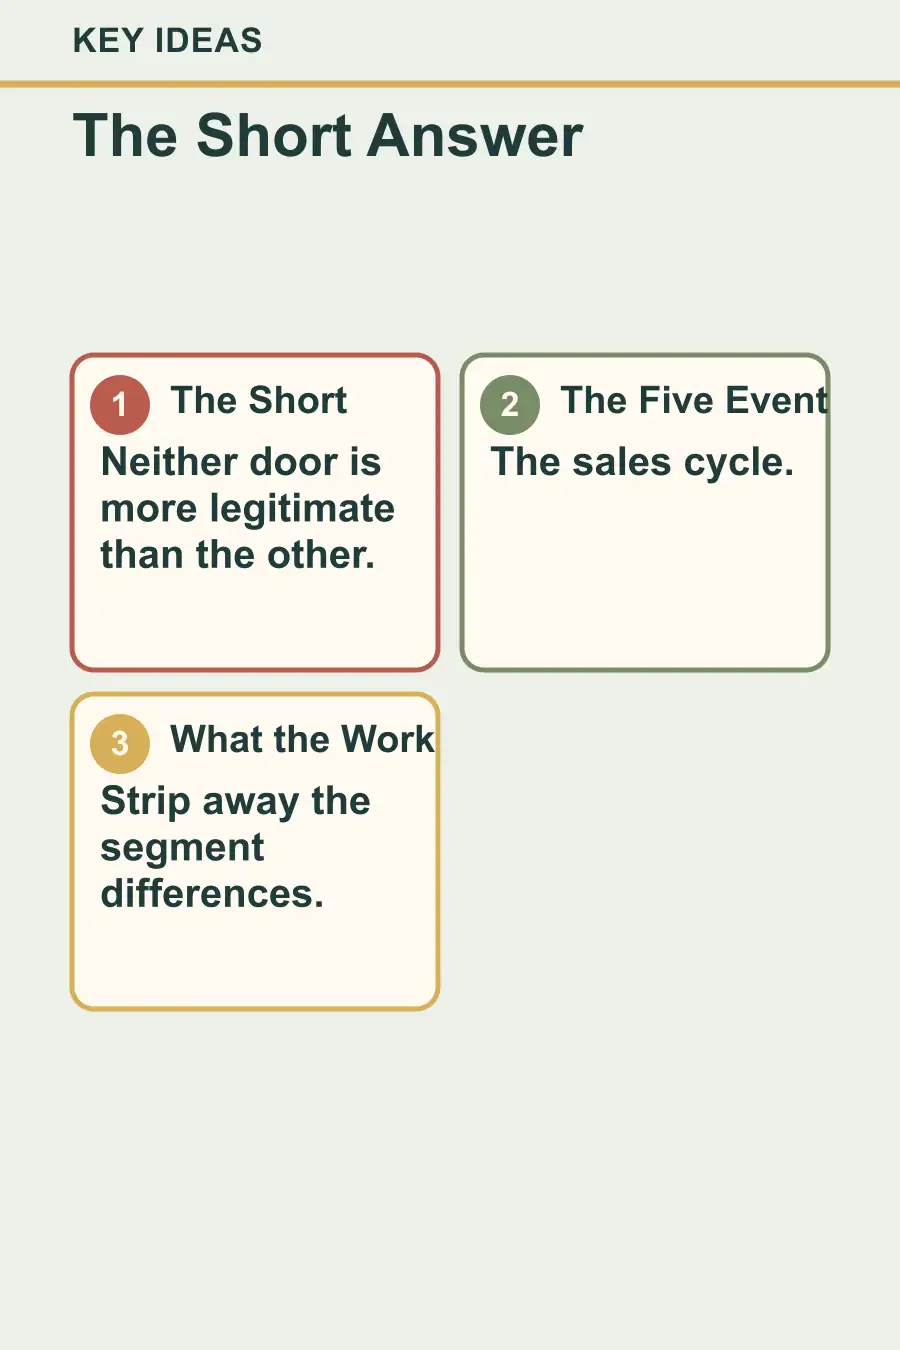 KEY IDEAS
The Short Answer
1 The Short
Neither door is
more legitimate
than the other.
2 The Five Event
The sales cycle.
3 What the Work
Strip away the
segment
differences.